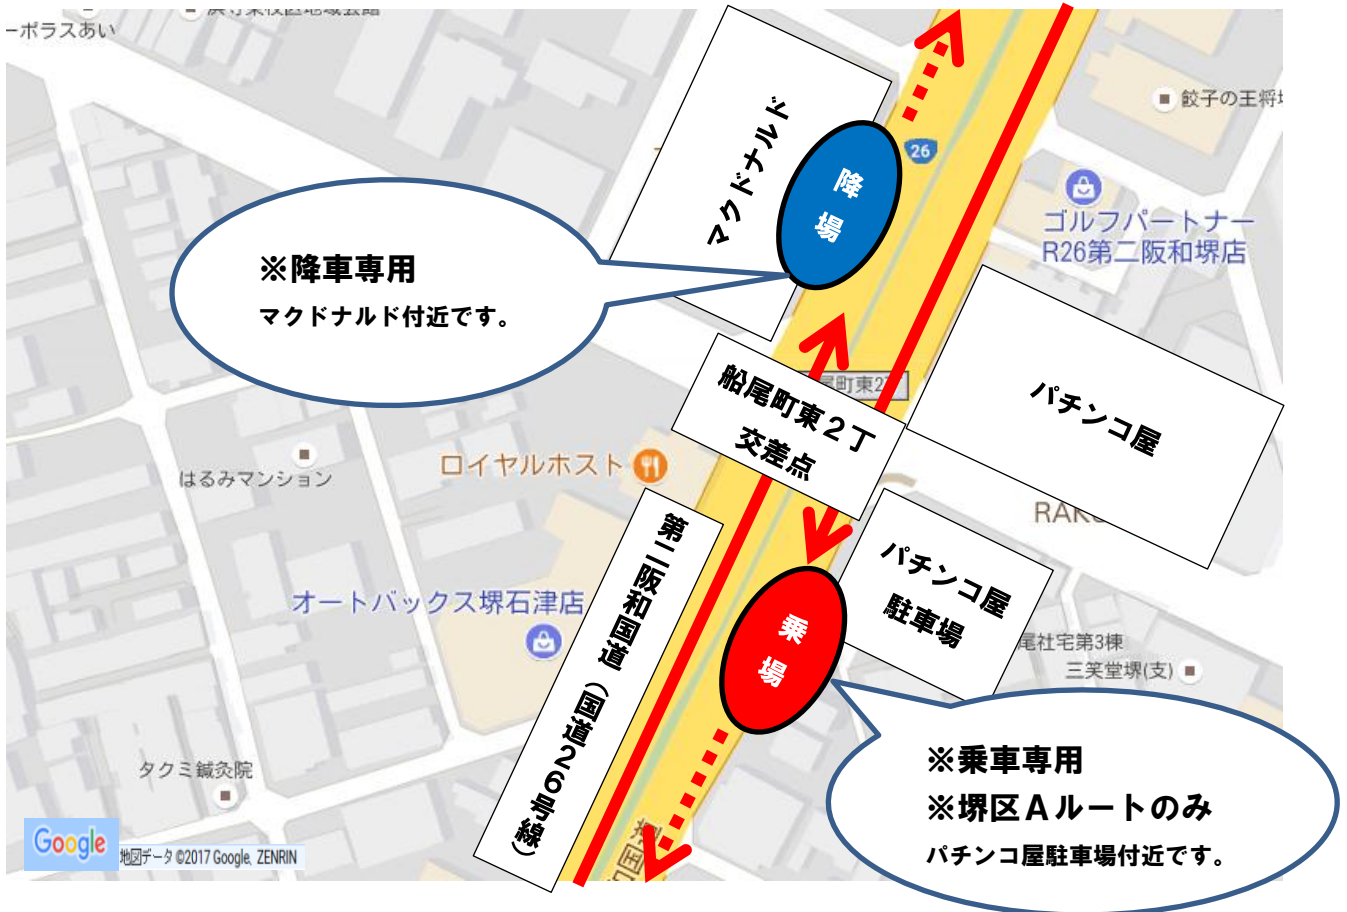 ーポラスあい
餃子の王将
マクドナルド
26
降
場
ゴルフパートナー
R26第二阪和堺店
※降車専用
マクドナルド付近です。
尾町東2
船尾町東２丁
交差点
パチンコ屋
ロイヤルホスト
はるみマンション
RAK
第二阪和国道（国道２６号線）
パチンコ屋
駐車場
オートバックス堺石津店
乗
場
尾社宅第3棟
三笑堂堺(支)
※乗車専用
※堺区Ａルートのみ
パチンコ屋駐車場付近です。
タクミ鍼灸院
Google
地図データ ©2017 Google, ZENRIN